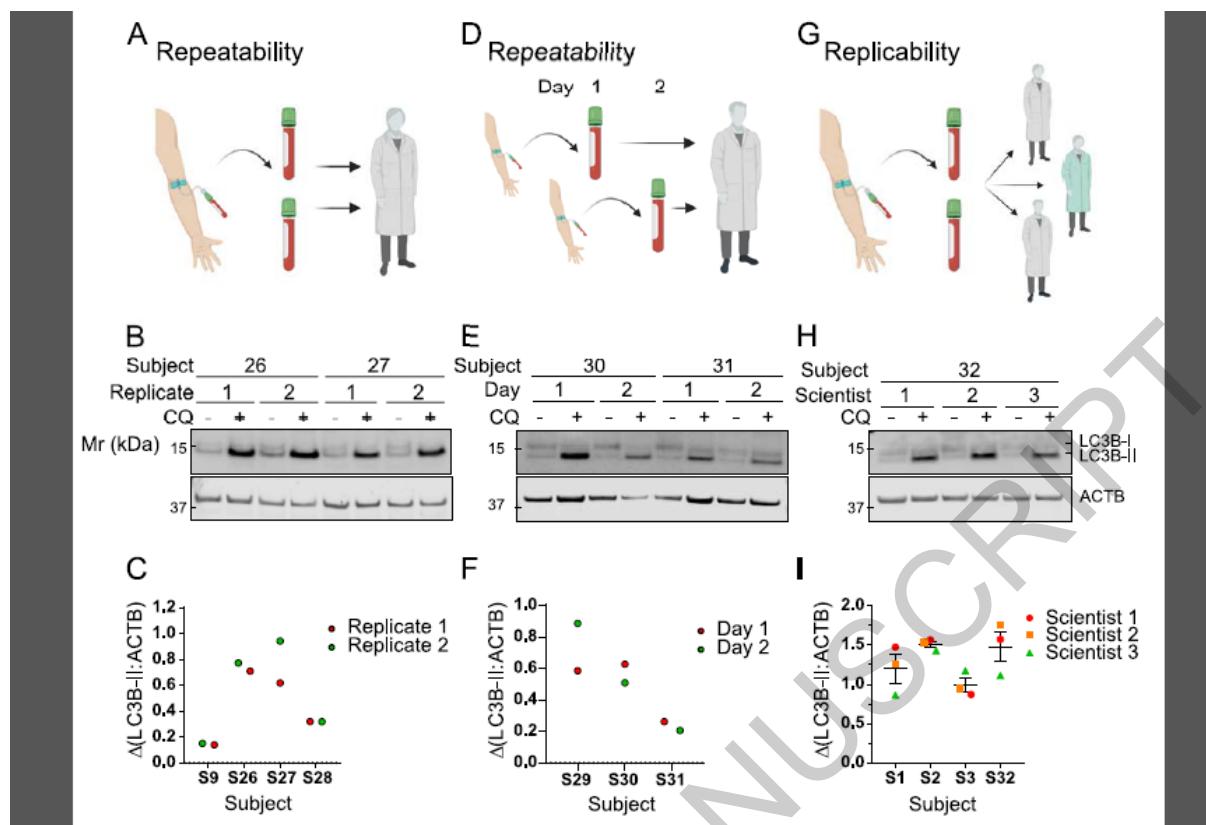 A
Repeatability
D
Repeatability
Day 1 2
G
Replicability
B
Subject 26 27
Replicate 1 2 1 2
CQ – + – + – + – +
Mr (kDa)
15
37
E
Subject 30 31
Day 1 2 1 2
CQ – + – + – + – +
15
37
H
Subject 32
Scientist 1 2 3
CQ – + – + – +
15
LC3B-I
LC3B-II
37
ACTB
C
Δ(LC3B-II:ACTB)
1.2
1.0
0.8
0.6
0.4
0.2
0.0
S9 S26 S27 S28
Subject
Replicate 1
Replicate 2
F
Δ(LC3B-II:ACTB)
1.0
0.8
0.6
0.4
0.2
0.0
S29 S30 S31
Subject
Day 1
Day 2
I
Δ(LC3B-II:ACTB)
2.0
1.5
1.0
0.5
0.0
S1 S2 S3 S32
Subject
Scientist 1
Scientist 2
Scientist 3
NUSCRIPT